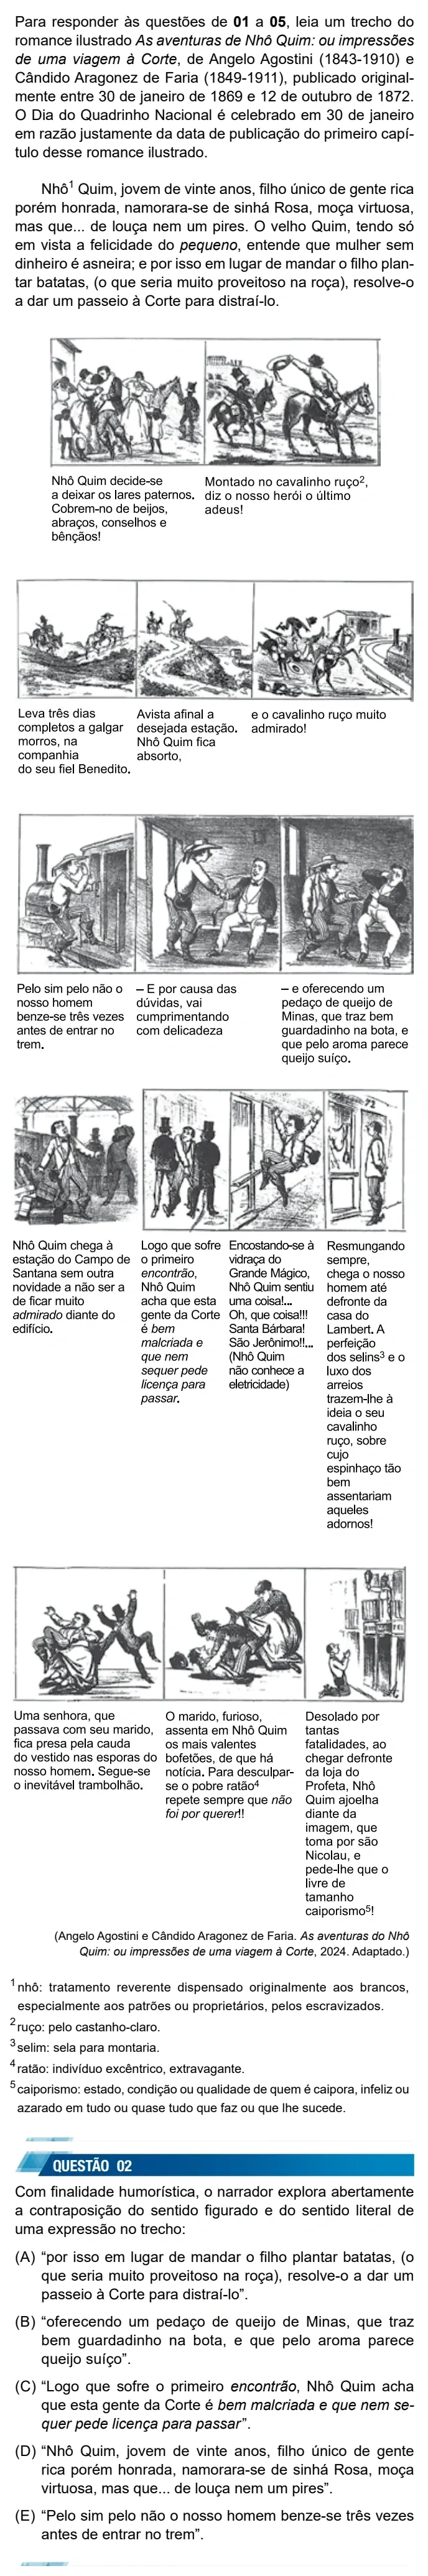 Para responder às questões de 01 a 05, leia um trecho do
romance ilustrado As aventuras de Nhô Quim: ou impressões
de uma viagem à Corte, de Angelo Agostini (1843-1910) e
Cândido Aragonez de Faria (1849-1911), publicado original-
mente entre 30 de janeiro de 1869 e 12 de outubro de 1872.
O Dia do Quadrinho Nacional é celebrado em 30 de janeiro
em razão justamente da data de publicação do primeiro capí-
tulo desse romance ilustrado.
Nhô1 Quim, jovem de vinte anos, filho único de gente rica
porém honrada, namorara-se de sinhá Rosa, moça virtuosa,
mas que... de louça nem um pires. O velho Quim, tendo só
em vista a felicidade do pequeno, entende que mulher sem
dinheiro é asneira; e por isso em lugar de mandar o filho plan-
tar batatas, (o que seria muito proveitoso na roça), resolve-o
a dar um passeio à Corte para distraí-lo.
Nhô Quim decide-se
a deixar os lares paternos.
Cobrem-no de beijos,
abraços, conselhos e
bênçãos!
Montado no cavalinho ruço2,
diz o nosso herói o último
adeus!
Leva três dias
completos a galgar
morros, na
companhia
do seu fiel Benedito.
Avista afinal a
desejada estação.
Nhô Quim fica
absorto,
e o cavalinho ruço muito
admirado!
Pelo sim pelo não o
nosso homem
benze-se três vezes
antes de entrar no
trem.
– E por causa das
dúvidas, vai
cumprimentando
com delicadeza
– e oferecendo um
pedaço de queijo de
Minas, que traz bem
guardadinho na bota, e
que pelo aroma parece
queijo suíço.
72
Nhô Quim chega à
estação do Campo de
Santana sem outra
novidade a não ser a
de ficar muito
admirado diante do
edifício.
Logo que sofre
o primeiro
encontrão,
Nhô Quim
acha que esta
gente da Corte
é bem
malcriada e
que nem
sequer pede
licença para
passar.
Encostando-se à
vidraça do
Grande Mágico,
Nhô Quim sentiu
uma coisa!...
Oh, que coisa!!!
Santa Bárbara!
São Jerônimo!!...
(Nhô Quim
não conhece a
eletricidade)
Resmungando
sempre,
chega o nosso
homem até
defronte da
casa do
Lambert. A
perfeição
dos selins3 e o
luxo dos
arreios
trazem-lhe à
ideia o seu
cavalinho
ruço, sobre
cujo
espinhaço tão
bem
assentariam
aqueles
adornos!
Uma senhora, que
passava com seu marido,
fica presa pela cauda
do vestido nas esporas do
nosso homem. Segue-se
o inevitável trambolhão.
O marido, furioso,
assenta em Nhô Quim
os mais valentes
bofetões, de que há
notícia. Para desculpar-
se o pobre ratão4
repete sempre que não
foi por querer!!
Desolado por
tantas
fatalidades, ao
chegar defronte
da loja do
Profeta, Nhô
Quim ajoelha
diante da
imagem, que
toma por são
Nicolau, e
pede-lhe que o
livre de
tamanho
caiporismo5!
(Angelo Agostini e Cândido Aragonez de Faria. As aventuras do Nhô
Quim: ou impressões de uma viagem à Corte, 2024. Adaptado.)
1 nhô: tratamento reverente dispensado originalmente aos brancos,
especialmente aos patrões ou proprietários, pelos escravizados.
2 ruço: pelo castanho-claro.
3 selim: sela para montaria.
4 ratão: indivíduo excêntrico, extravagante.
5 caiporismo: estado, condição ou qualidade de quem é caipora, infeliz ou
azarado em tudo ou quase tudo que faz ou que lhe sucede.
QUESTÃO 02
Com finalidade humorística, o narrador explora abertamente
a contraposição do sentido figurado e do sentido literal de
uma expressão no trecho:
(A) “por isso em lugar de mandar o filho plantar batatas, (o
que seria muito proveitoso na roça), resolve-o a dar um
passeio à Corte para distraí-lo”.
(B) “oferecendo um pedaço de queijo de Minas, que traz
bem guardadinho na bota, e que pelo aroma parece
queijo suíço”.
(C) “Logo que sofre o primeiro encontrão, Nhô Quim acha
que esta gente da Corte é bem malcriada e que nem se-
quer pede licença para passar”.
(D) “Nhô Quim, jovem de vinte anos, filho único de gente
rica porém honrada, namorara-se de sinhá Rosa, moça
virtuosa, mas que... de louça nem um pires”.
(E) “Pelo sim pelo não o nosso homem benze-se três vezes
antes de entrar no trem”.